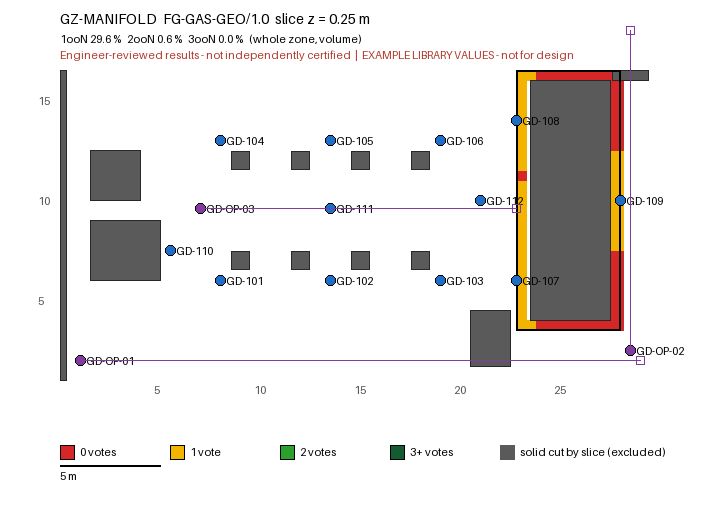 GZ-MANIFOLD FG-GAS-GEO/1.0 slice z = 0.25 m
1ooN 29.6 % 2ooN 0.6 % 3ooN 0.0 % (whole zone, volume)
Engineer-reviewed results - not independently certified | EXAMPLE LIBRARY VALUES - not for design
15
GD-108
GD-104
GD-105
GD-106
10
GD-OP-03
GD-111
GD-112
GD-109
GD-110
5
GD-101
GD-102
GD-103
GD-107
GD-OP-02
GD-OP-01
5
10
15
20
25
0 votes
1 vote
2 votes
3+ votes
solid cut by slice (excluded)
5 m